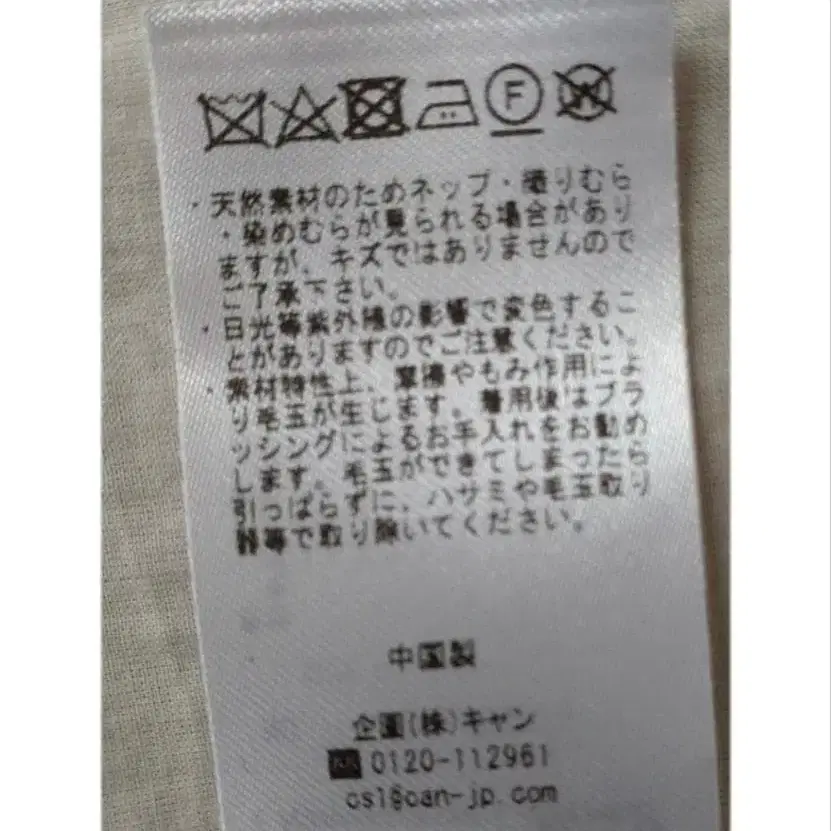 F
W
・天然素材のためネップ・織りむら
・染めむらが見られる場合があり
ますが、キズではありませんので
ご了承下さい。
・日光等紫外線の影響で変色するこ
とがありますのでご注意ください。
・素材特性上、摩擦やもみ作用によ
り毛玉が生じます。着用後はブラ
ッシングによるお手入れをお勧め
します。毛玉ができてしまったら
引っぱらずに、ハサミや毛玉取り
器等で取り除いてください。
中国製
企画(株)キャン
0120-112961
cs1@can-jp.com